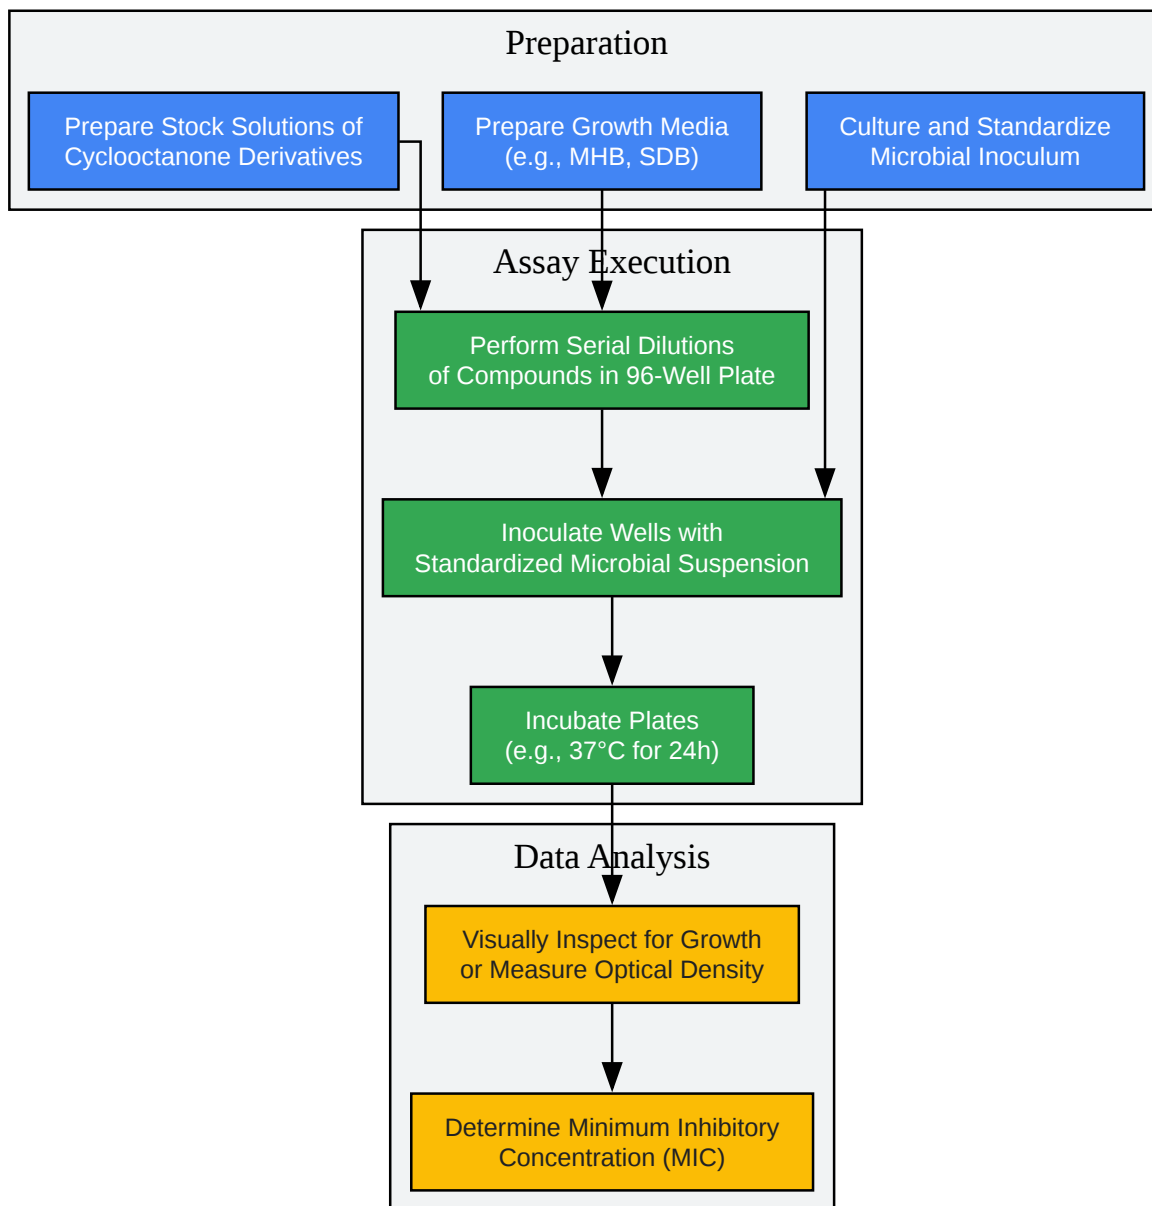 Preparation
Prepare Stock Solutions of
Cyclooctanone Derivatives
Prepare Growth Media
(e.g., MHB, SDB)
Culture and Standardize
Microbial Inoculum
Assay Execution
Perform Serial Dilutions
of Compounds in 96-Well Plate
Inoculate Wells with
Standardized Microbial Suspension
Incubate Plates
(e.g., 37°C for 24h)
Data Analysis
Visually Inspect for Growth
or Measure Optical Density
Determine Minimum Inhibitory
Concentration (MIC)